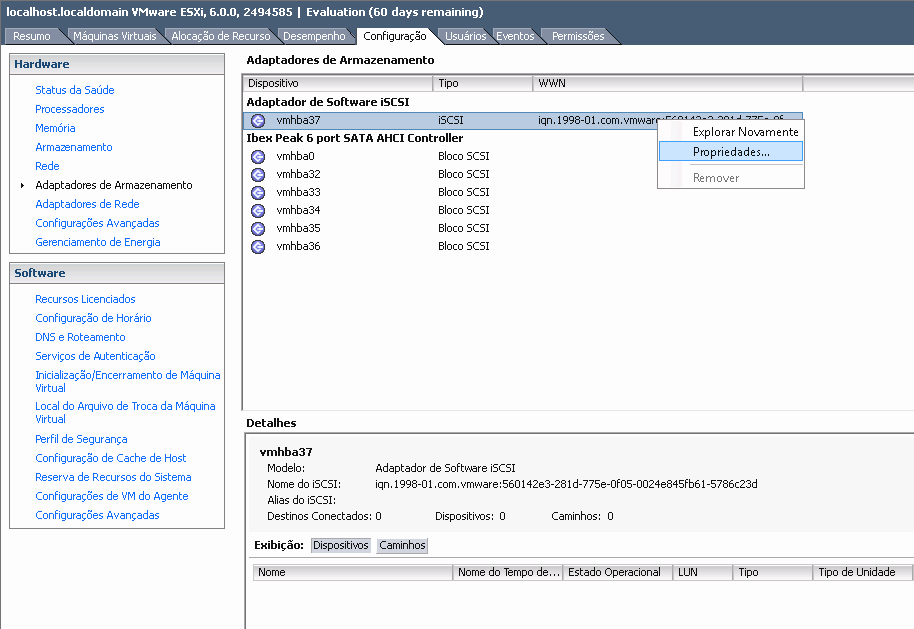 localhost.localdomain VMware ESXi, 6.0.0, 2494585 | Evaluation (60 days remaining)
Resumo Máquinas Virtuais Alocação de Recurso Desempenho Configuração Usuários Eventos Permissões
Hardware
Status da Saúde
Processadores
Memória
Armazenamento
Rede
Adaptadores de Armazenamento
Adaptadores de Rede
Configurações Avançadas
Gerenciamento de Energia
Software
Recursos Licenciados
Configuração de Horário
DNS e Roteamento
Serviços de Autenticação
Inicialização/Encerramento de Máquina
Virtual
Local do Arquivo de Troca da Máquina
Virtual
Perfil de Segurança
Configuração de Cache de Host
Reserva de Recursos do Sistema
Configurações de VM do Agente
Configurações Avançadas
Adaptadores de Armazenamento
Dispositivo Tipo WWN
Adaptador de Software iSCSI
vmhba37 iSCSI iqn.1998-01.com.vmware:560142e3-281d-775e-0f
Ibex Peak 6 port SATA AHCI Controller
vmhba0 Bloco SCSI
vmhba32 Bloco SCSI
vmhba33 Bloco SCSI
vmhba34 Bloco SCSI
vmhba35 Bloco SCSI
vmhba36 Bloco SCSI
Explorar Novamente
Propriedades...
Remover
Detalhes
vmhba37
Modelo: Adaptador de Software iSCSI
Nome do iSCSI: iqn.1998-01.com.vmware:560142e3-281d-775e-0f05-0024e845fb61-5786c23d
Alias do iSCSI:
Destinos Conectados: 0 Dispositivos: 0 Caminhos: 0
Exibição: Dispositivos Caminhos
Nome Nome do Tempo de... Estado Operacional LUN Tipo Tipo de Unidade